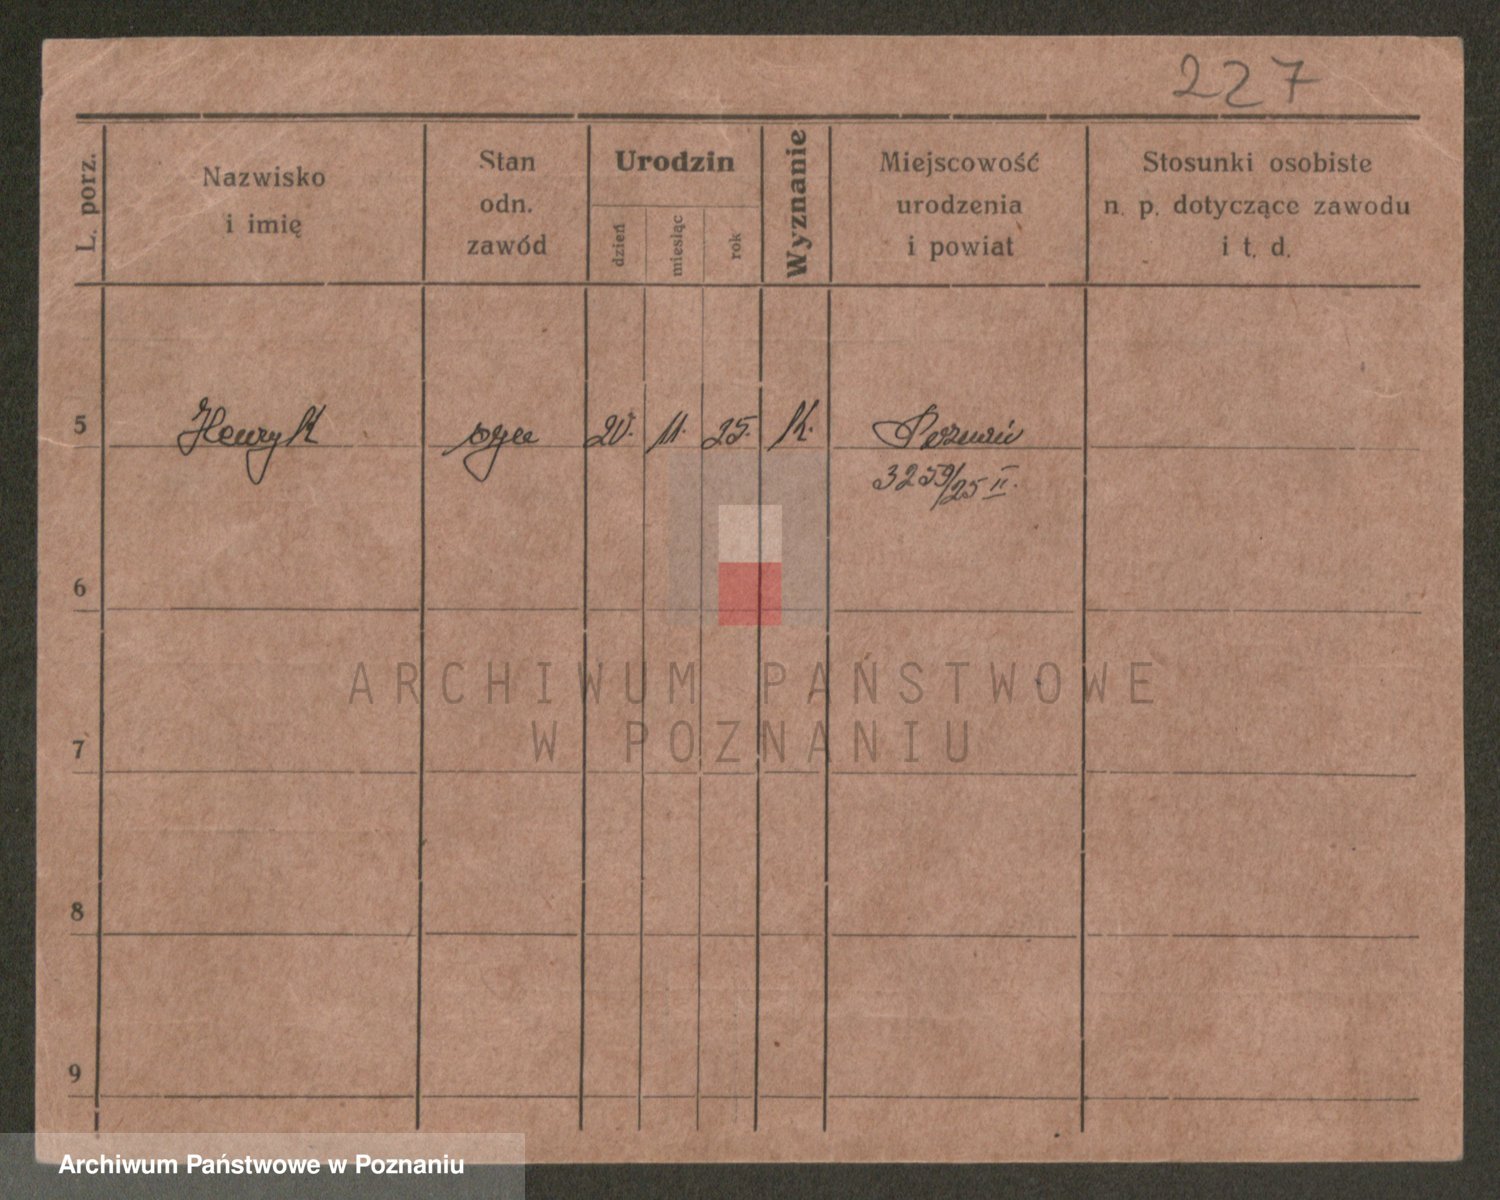 227
L. porz.
Nazwisko
i imię
Stan
odn.
zawód
Urodzin
dzień
miesiąc
rok
Wyznanie
Miejscowość
urodzenia
i powiat
Stosunki osobiste
n. p. dotyczące zawodu
i t. d.
5 Henryk 20. 11. 25. K. Poznań
3259/25 II.
6
7
8
9
ARCHIWUM PAŃSTWOWE
W POZNANIU
Archiwum Państwowe w Poznaniu